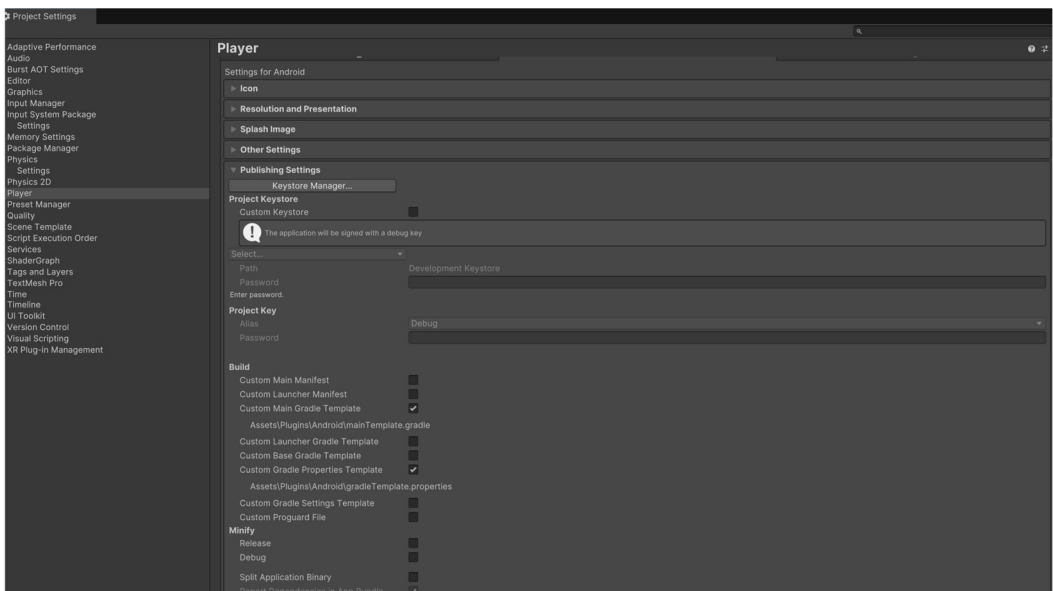 Project Settings
Adaptive Performance
Audio
Burst AOT Settings
Editor
Graphics
Input Manager
Input System Package
Settings
Memory Settings
Package Manager
Physics
Settings
Physics 2D
Player
Preset Manager
Quality
Scene Template
Script Execution Order
Services
ShaderGraph
Tags and Layers
TextMesh Pro
Time
Timeline
UI Toolkit
Version Control
Visual Scripting
XR Plug-in Management
Player
Settings for Android
Icon
Resolution and Presentation
Splash Image
Other Settings
Publishing Settings
Keystore Manager...
Project Keystore
Custom Keystore
The application will be signed with a debug key
Select...
Path Development Keystore
Password
Enter password.
Project Key
Alias Debug
Password
Build
Custom Main Manifest
Custom Launcher Manifest
Custom Main Gradle Template
Assets\Plugins\Android\mainTemplate.gradle
Custom Launcher Gradle Template
Custom Base Gradle Template
Custom Gradle Properties Template
Assets\Plugins\Android\gradleTemplate.properties
Custom Gradle Settings Template
Custom Proguard File
Minify
Release
Debug
Split Application Binary
Report Dependencies in App Bundle